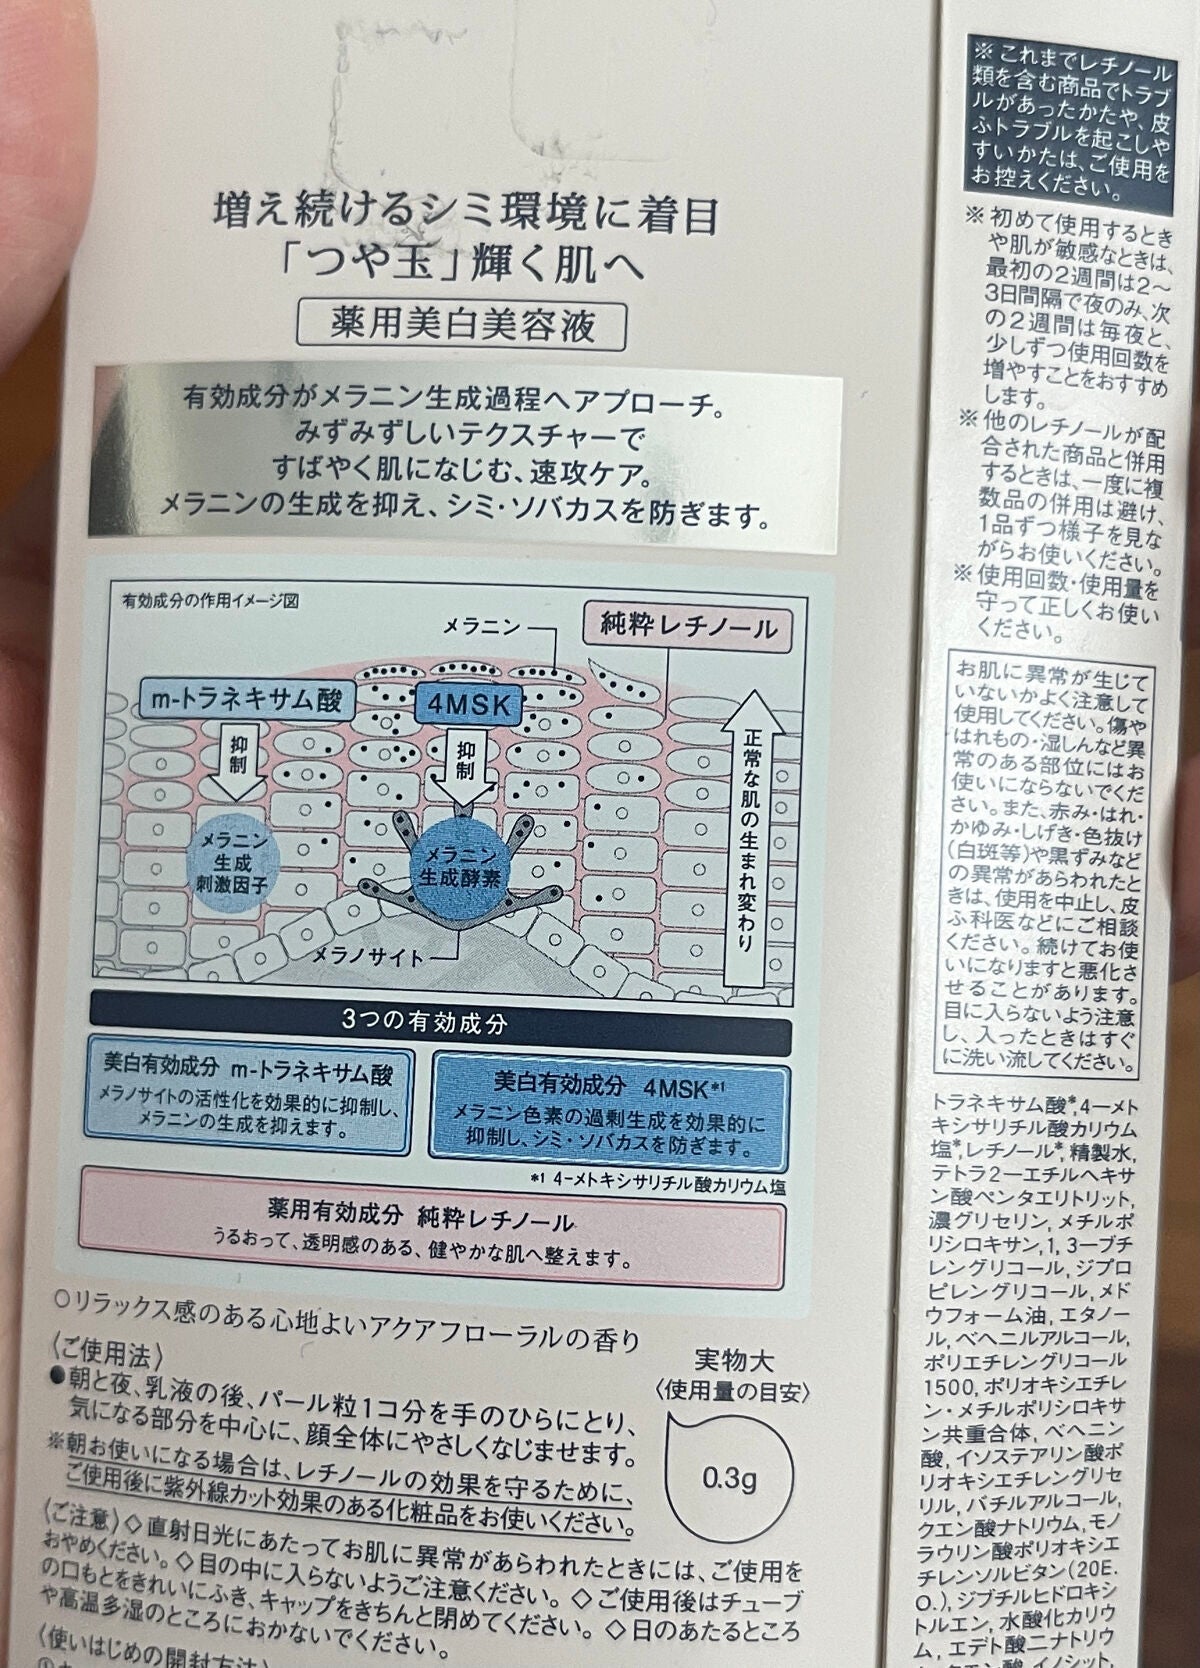 増え続けるシミ環境に着目
「つや玉」輝く肌へ
薬用美白美容液
有効成分がメラニン生成過程へアプローチ。
みずみずしいテクスチャーで
すばやく肌になじむ、速攻ケア。
メラニンの生成を抑え、シミ・ソバカスを防ぎます。
有効成分の作用イメージ図
メラニン
純粋レチノール
m-トラネキサム酸
4MSK
抑制
抑制
正常な肌の生まれ変わり
メラニン
生成
刺激因子
メラニン
生成酵素
メラノサイト
3つの有効成分
美白有効成分 m-トラネキサム酸
メラノサイトの活性化を効果的に抑制し、
メラニンの生成を抑えます。
美白有効成分 4MSK*1
メラニン色素の過剰生成を効果的に
抑制し、シミ・ソバカスを防ぎます。
*1 4-メトキシサリチル酸カリウム塩
薬用有効成分 純粋レチノール
うるおって、透明感のある、健やかな肌へ整えます。
○リラックス感のある心地よいアクアフローラルの香り
〈ご使用法〉
●朝と夜、乳液の後、パール粒1コ分を手のひらにとり、
気になる部分を中心に、顔全体にやさしくなじませます。
※朝お使いになる場合は、レチノールの効果を守るために、
ご使用後に紫外線カット効果のある化粧品をお使いください。
実物大
〈使用量の目安〉
0.3g
〈ご注意〉◇直射日光にあたってお肌に異常があらわれたときには、ご使用を
おやめください。◇目の中に入らないようご注意ください。◇ご使用後はチューブ
の口もとをきれいにふき、キャップをきちんと閉めてください。◇日のあたるところ
や高温多湿のところにおかないでください。
〈使いはじめの開封方法〉
※これまでレチノール
類を含む商品でトラブ
ルがあったかたや、皮
ふトラブルを起こしや
すいかたは、ご使用を
お控えください。
※初めて使用するとき
や肌が敏感なときは、
最初の2週間は2～
3日間隔で夜のみ、次
の2週間は毎夜と、
少しずつ使用回数を
増やすことをおすすめ
します。
※他のレチノールが配
合された商品と併用
するときは、一度に複
数品の併用は避け、
1品ずつ様子を見な
がらお使いください。
※使用回数・使用量を
守って正しくお使い
ください。
お肌に異常が生じて
いないかよく注意して
使用してください。傷や
はれもの・湿しんなど異
常のある部位にはお
使いにならないでくだ
さい。また、赤み・はれ・
かゆみ・しげき・色抜け
(白斑等)や黒ずみなど
の異常があらわれたと
きは、使用を中止し、皮
ふ科医などにご相談
ください。続けてお使
いになりますと悪化さ
せることがあります。
目に入らないよう注意
し、入ったときはすぐ
に洗い流してください。
トラネキサム酸*,4-メト
キシサリチル酸カリウム
塩*,レチノール*,精製水,
テトラ2-エチルヘキサ
ン酸ペンタエリトリット,
濃グリセリン,メチルポ
リシロキサン,1,3-ブチ
レングリコール,ジプロ
ピレングリコール,メド
ウフォーム油,エタノー
ル,ベヘニルアルコール,
ポリエチレングリコール
1500,ポリオキシエチレ
ン・メチルポリシロキサ
ン共重合体,ベヘニン
酸,イソステアリン酸ポ
リオキシエチレングリセ
リル,バチルアルコール,
クエン酸ナトリウム,モノ
ラウリン酸ポリオキシエ
チレンソルビタン(20E.
O.),ジブチルヒドロキシ
トルエン,水酸化カリウ
ム,エデト酸二ナトリウ
クエン酸,イノシット,